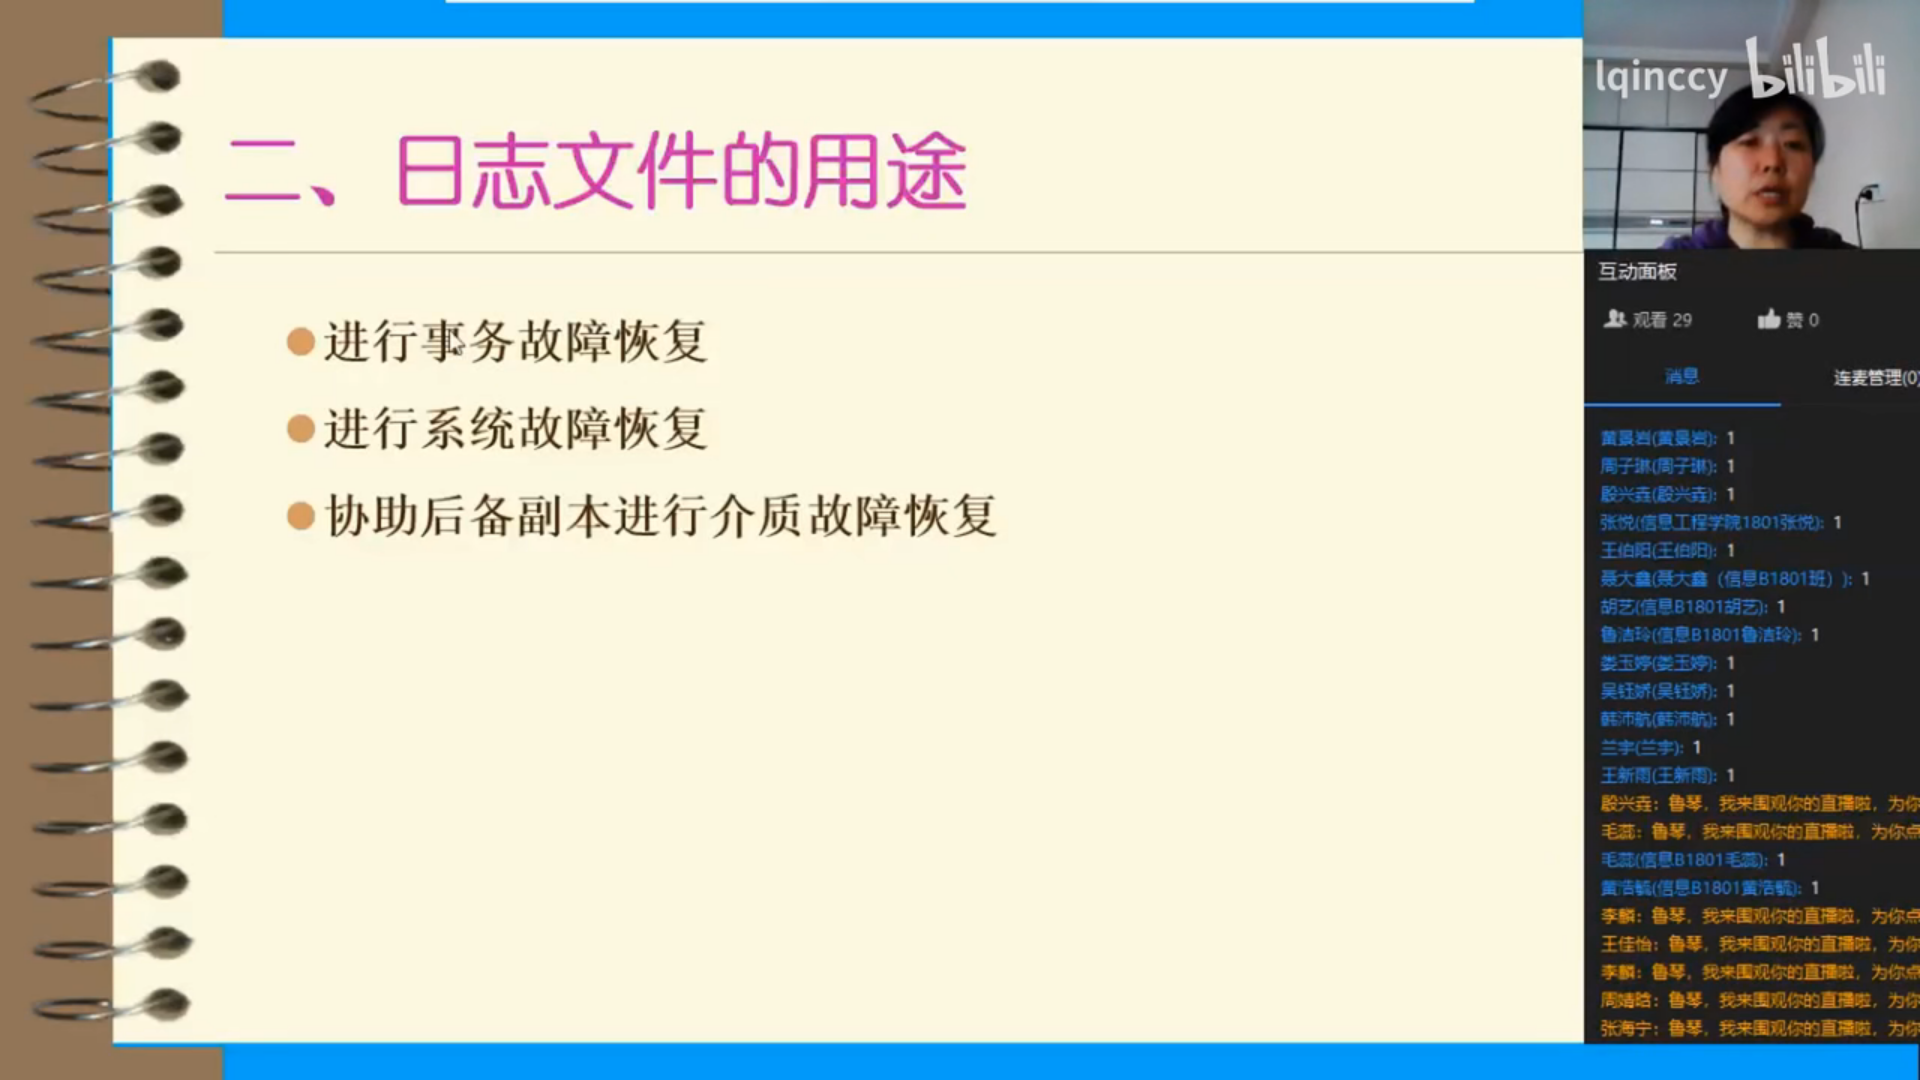 二、日志文件的用途
进行事务故障恢复
进行系统故障恢复
协助后备副本进行介质故障恢复
lqinccy bilibili
互动面板
观看 29
赞 0
消息
连麦管理(0)
黄景岩(黄景岩): 1
周子琳(周子琳): 1
殷兴垚(殷兴垚): 1
张悦(信息工程学院1801张悦): 1
王伯阳(王伯阳): 1
聂大鑫(聂大鑫（信息B1801班）): 1
胡艺(信息B1801胡艺): 1
鲁洁玲(信息B1801鲁洁玲): 1
娄玉婷(娄玉婷): 1
吴钰娇(吴钰娇): 1
韩沛航(韩沛航): 1
兰宇(兰宇): 1
王新雨(王新雨): 1
殷兴垚: 鲁琴，我来围观你的直播啦，为你
毛蕊: 鲁琴，我来围观你的直播啦，为你点
毛蕊(信息B1801毛蕊): 1
黄浩毓(信息B1801黄浩毓): 1
李麟: 鲁琴，我来围观你的直播啦，为你点
王佳怡: 鲁琴，我来围观你的直播啦，为你
李麟: 鲁琴，我来围观你的直播啦，为你点
周婧晗: 鲁琴，我来围观你的直播啦，为你
张海宁: 鲁琴，我来围观你的直播啦，为你